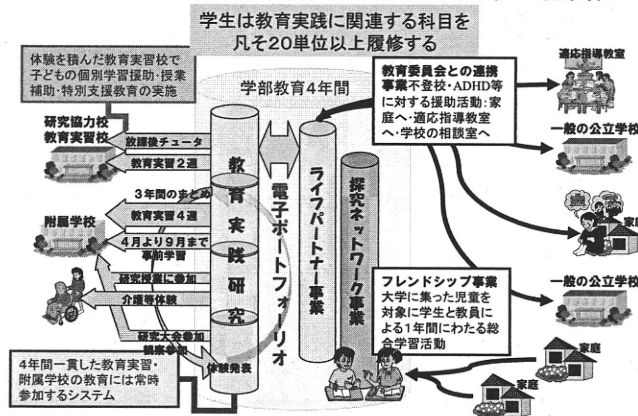 学生は教育実践に関連する科目を
凡そ20単位以上履修する
体験を積んだ教育実習校で
子どもの個別学習援助・授業
補助・特別支援教育の実施
学部教育4年間
教育委員会との連携
事業不登校・ADHD等
に対する援助活動：家
庭へ・適応指導教室
へ・学校の相談室へ
適応指導教室
一般の公立学校
研究協力校
教育実習校
放課後チュータ
教育実習2週
3年間のまとめ
教育実習4週
附属学校
4月より9月まで
事前学習
研究授業に参加
介護等体験
研究大会参加
観察参加
体験発表
教育実践研究
電子ポートフォーリオ
ライフパートナー事業
探究ネットワーク事業
家庭
フレンドシップ事業
大学に集った児童を
対象に学生と教員に
よる1年間にわたる総
合学習活動
一般の公立学校
家庭
家庭
4年間一貫した教育実習・
附属学校の教育には常時
参加するシステム